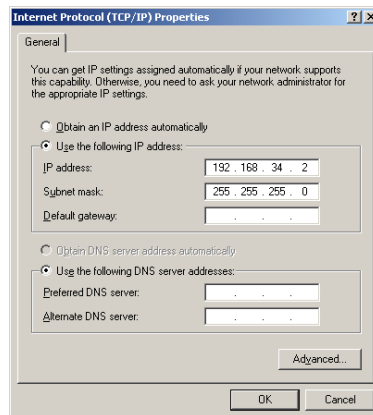 Internet Protocol (TCP/IP) Properties
General
You can get IP settings assigned automatically if your network supports
this capability. Otherwise, you need to ask your network administrator for
the appropriate IP settings.
Obtain an IP address automatically
Use the following IP address:
IP address: 192 . 168 . 34 . 2
Subnet mask: 255 . 255 . 255 . 0
Default gateway: . . .
Obtain DNS server address automatically
Use the following DNS server addresses:
Preferred DNS server: . . .
Alternate DNS server: . . .
Advanced...
OK Cancel